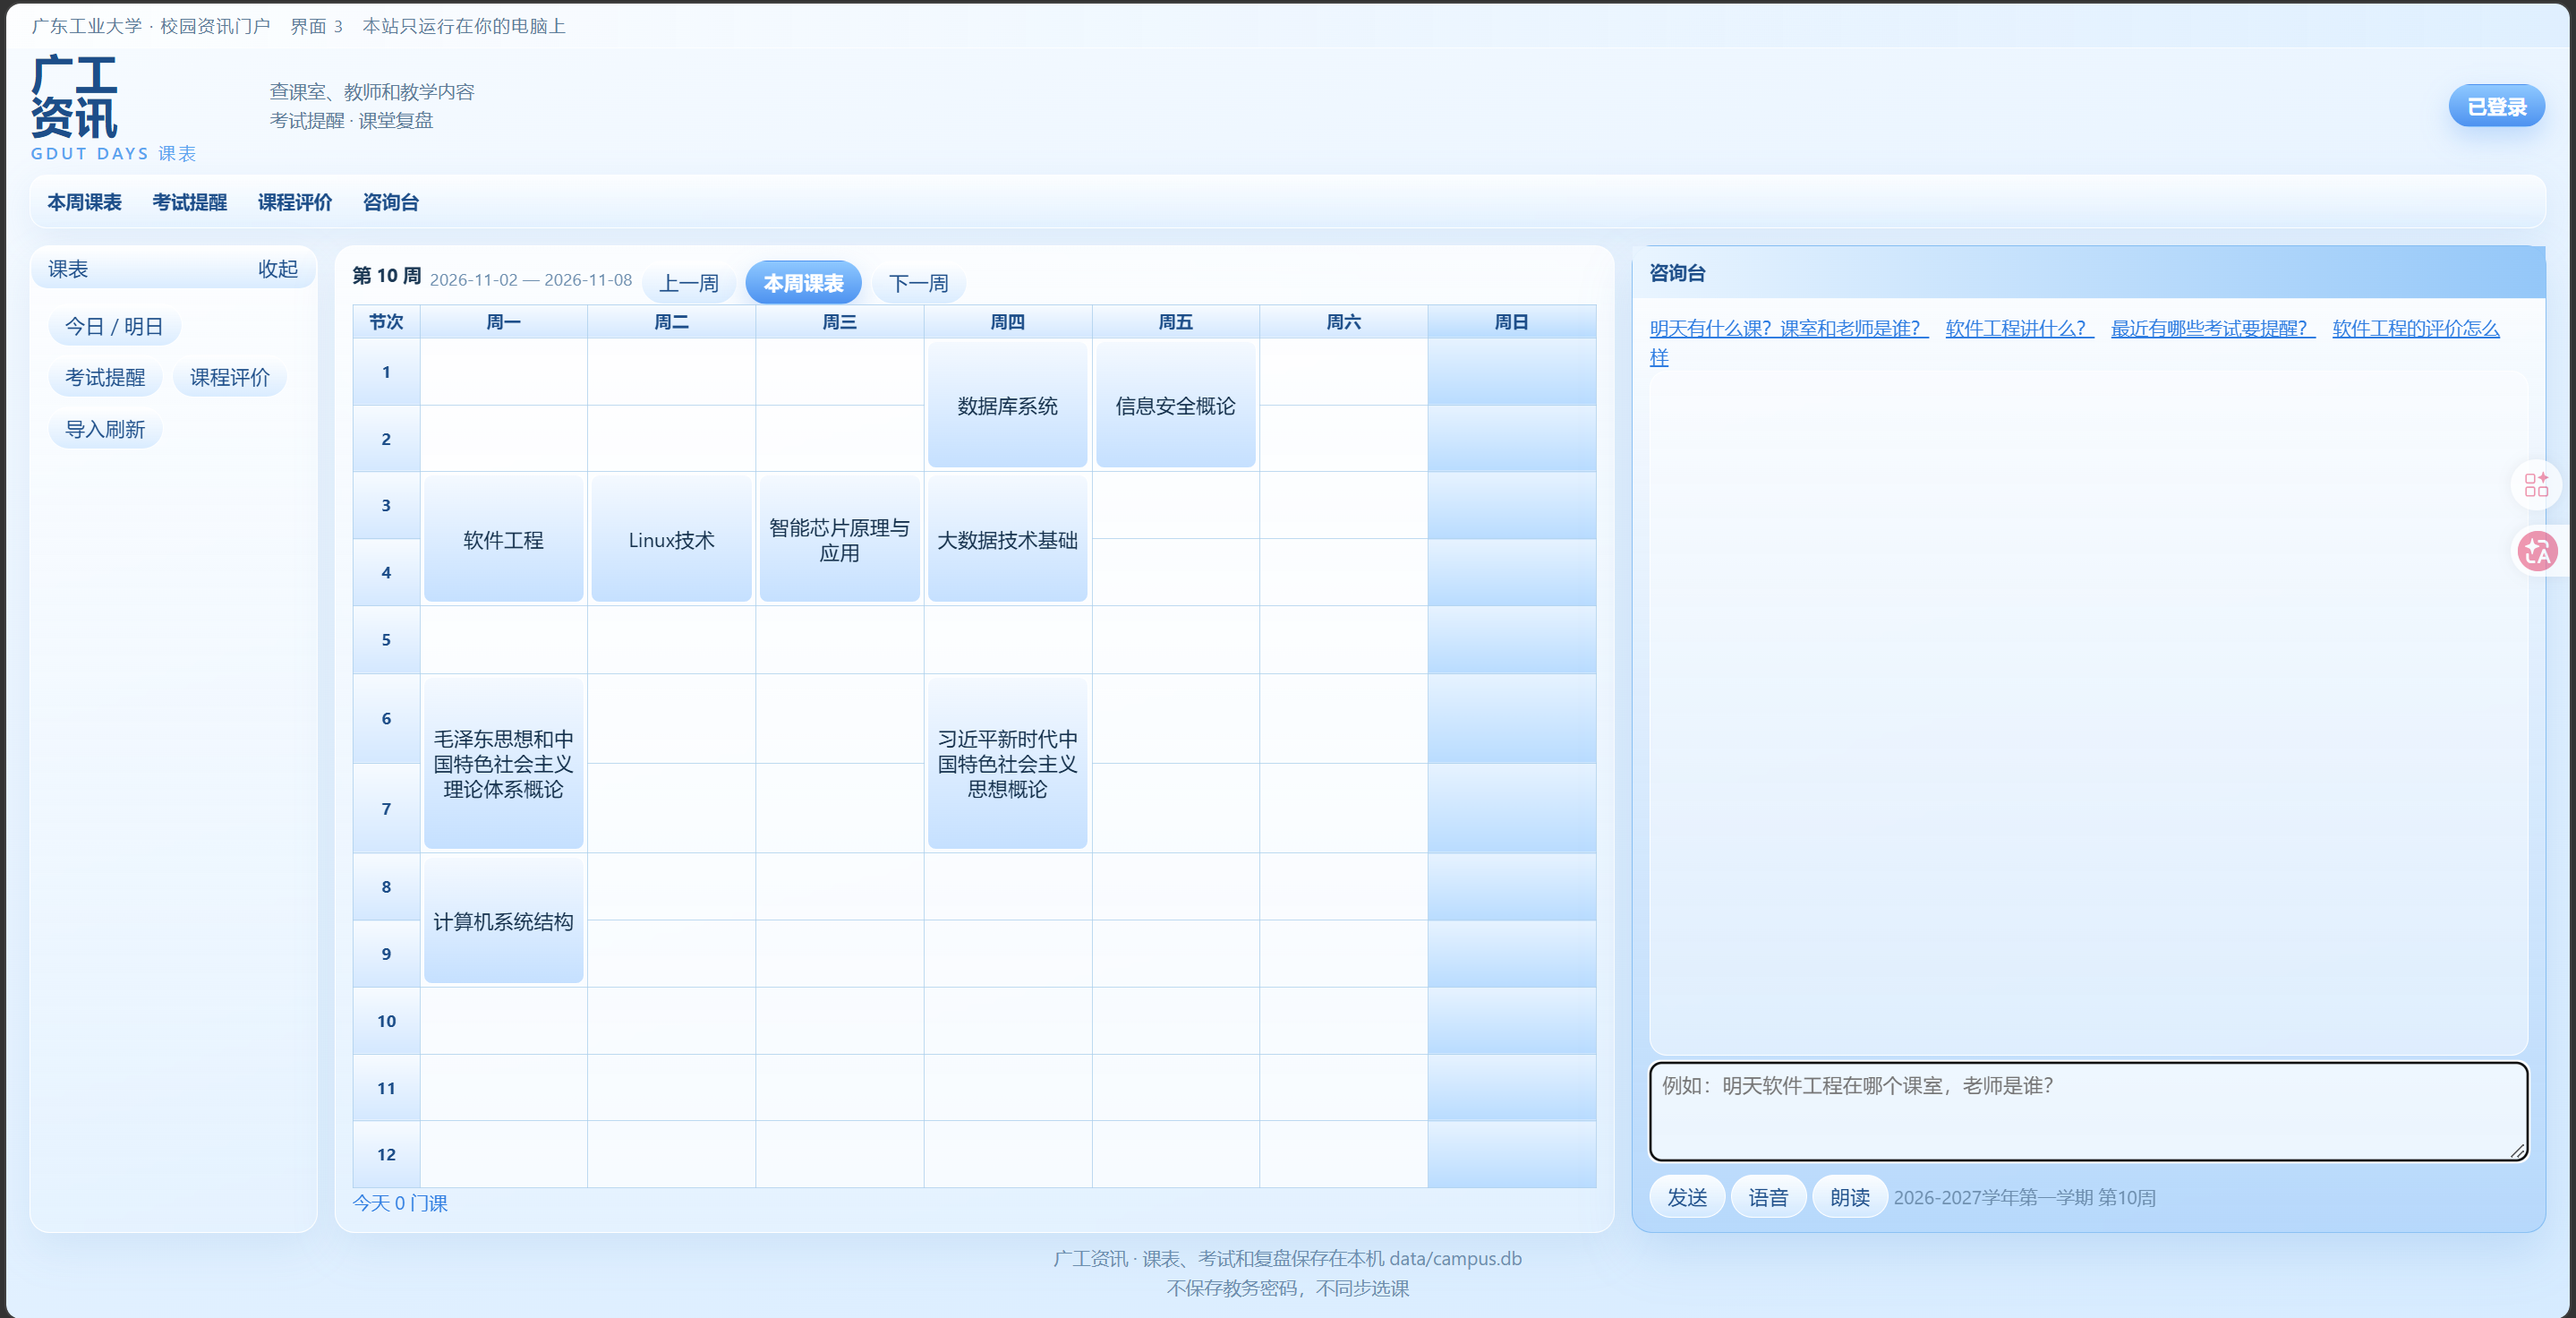 广东工业大学 · 校园资讯门户 界面 3 本站只运行在你的电脑上
广工
资讯
GDUT DAYS 课表
查课室、教师和教学内容
考试提醒 · 课堂复盘
已登录
本周课表 考试提醒 课程评价 咨询台
课表 收起
今日 / 明日
考试提醒 课程评价
导入刷新
第 10 周 2026-11-02 — 2026-11-08 上一周 本周课表 下一周
节次 周一 周二 周三 周四 周五 周六 周日
1
数据库系统 信息安全概论
2
3
软件工程 Linux技术 智能芯片原理与
应用 大数据技术基础
4
5
6
毛泽东思想和中
国特色社会主义
理论体系概论
习近平新时代中
国特色社会主义
思想概论
7
8
计算机系统结构
9
10
11
12
今天 0 门课
咨询台
明天有什么课？课室和老师是谁？ 软件工程讲什么？ 最近有哪些考试要提醒？ 软件工程的评价怎么
样
例如：明天软件工程在哪个课室，老师是谁？
发送 语音 朗读 2026-2027学年第一学期 第10周
广工资讯 · 课表、考试和复盘保存在本机 data/campus.db
不保存教务密码，不同步选课